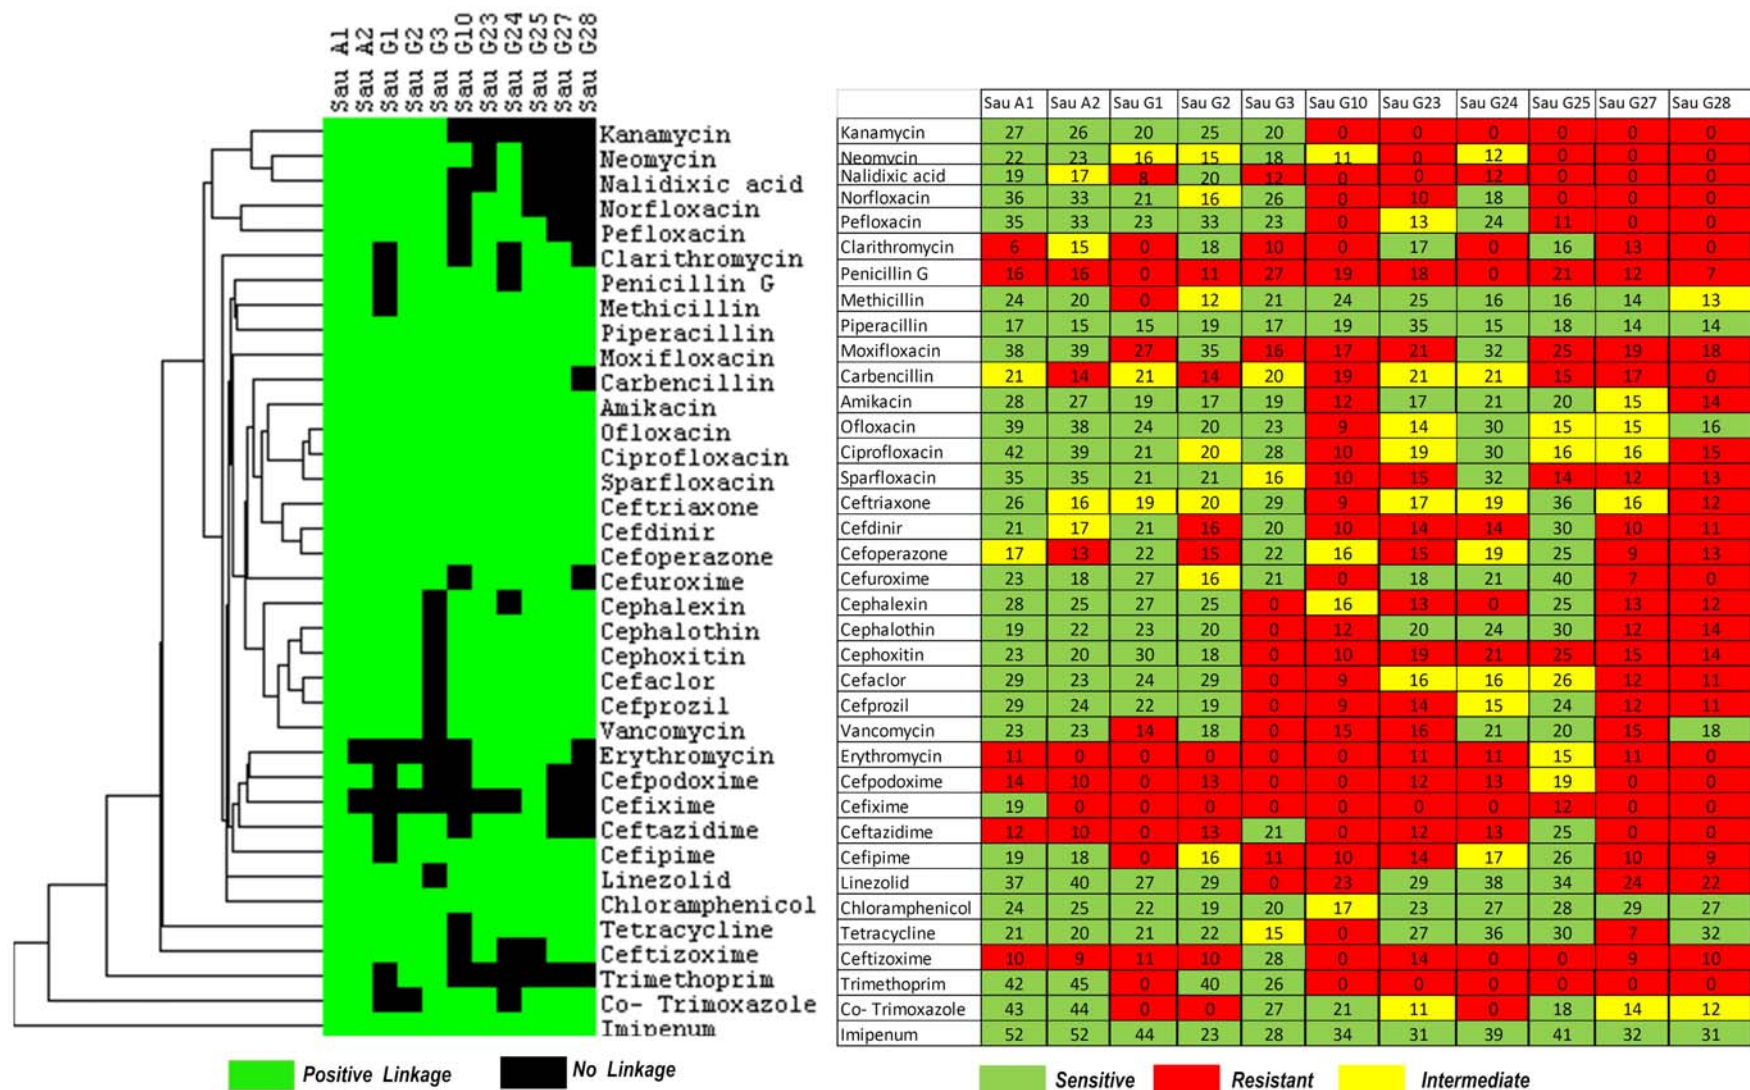 Sau A1
Sau A2
Sau G1
Sau G2
Sau G3
Sau G10
Sau G23
Sau G24
Sau G25
Sau G27
Sau G28
Kanamycin
Neomycin
Nalidixic acid
Norfloxacin
Pefloxacin
Clarithromycin
Penicillin G
Methicillin
Piperacillin
Moxifloxacin
Carbencillin
Amikacin
Ofloxacin
Ciprofloxacin
Sparfloxacin
Ceftriaxone
Cefdinir
Cefoperazone
Cefuroxime
Cephalexin
Cephalothin
Cephoxitin
Cefaclor
Cefprozil
Vancomycin
Erythromycin
Cefpodoxime
Cefixime
Ceftazidime
Cefipime
Linezolid
Chloramphenicol
Tetracycline
Ceftizoxime
Trimethoprim
Co- Trimoxazole
Imipenum
Positive Linkage
No Linkage
Sau A1 Sau A2 Sau G1 Sau G2 Sau G3 Sau G10 Sau G23 Sau G24 Sau G25 Sau G27 Sau G28
Kanamycin 27 26 20 25 20 0 0 0 0 0 0
Neomycin 22 23 16 15 18 11 0 12 0 0 0
Nalidixic acid 19 17 8 20 12 0 0 12 0 0 0
Norfloxacin 36 33 21 16 26 0 10 18 0 0 0
Pefloxacin 35 33 23 33 23 0 13 24 11 0 0
Clarithromycin 6 15 0 18 10 0 17 0 16 13 0
Penicillin G 16 16 0 11 27 19 18 0 21 12 7
Methicillin 24 20 0 12 21 24 25 16 16 14 13
Piperacillin 17 15 15 19 17 19 35 15 18 14 14
Moxifloxacin 38 39 27 35 16 17 21 32 25 19 18
Carbencillin 21 14 21 14 20 19 21 21 15 17 0
Amikacin 28 27 19 17 19 12 17 21 20 15 14
Ofloxacin 39 38 24 20 23 9 14 30 15 15 16
Ciprofloxacin 42 39 21 20 28 10 19 30 16 16 15
Sparfloxacin 35 35 21 21 16 10 15 32 14 12 13
Ceftriaxone 26 16 19 20 29 9 17 19 36 16 12
Cefdinir 21 17 21 16 20 10 14 14 30 10 11
Cefoperazone 17 13 22 15 22 16 15 19 25 9 13
Cefuroxime 23 18 27 16 21 0 18 21 40 7 0
Cephalexin 28 25 27 25 0 16 13 0 25 13 12
Cephalothin 19 22 23 20 0 12 20 24 30 12 14
Cephoxitin 23 20 30 18 0 10 19 21 25 15 14
Cefaclor 29 23 24 29 0 9 16 16 26 12 11
Cefprozil 29 24 22 19 0 9 14 15 24 12 11
Vancomycin 23 23 14 18 0 15 16 21 20 15 18
Erythromycin 11 0 0 0 0 0 11 11 15 11 0
Cefpodoxime 14 10 0 13 0 0 12 13 19 0 0
Cefixime 19 0 0 0 0 0 0 0 12 0 0
Ceftazidime 12 10 0 13 21 0 12 13 25 0 0
Cefipime 19 18 0 16 11 10 14 17 26 10 9
Linezolid 37 40 27 29 0 23 29 38 34 24 22
Chloramphenicol 24 25 22 19 20 17 23 27 28 29 27
Tetracycline 21 20 21 22 15 0 27 36 30 7 32
Ceftizoxime 10 9 11 10 28 0 14 0 0 9 10
Trimethoprim 42 45 0 40 26 0 0 0 0 0 0
Co- Trimoxazole 43 44 0 0 27 21 11 0 18 14 12
Imipenum 52 52 44 23 28 34 31 39 41 32 31
Sensitive
Resistant
Intermediate